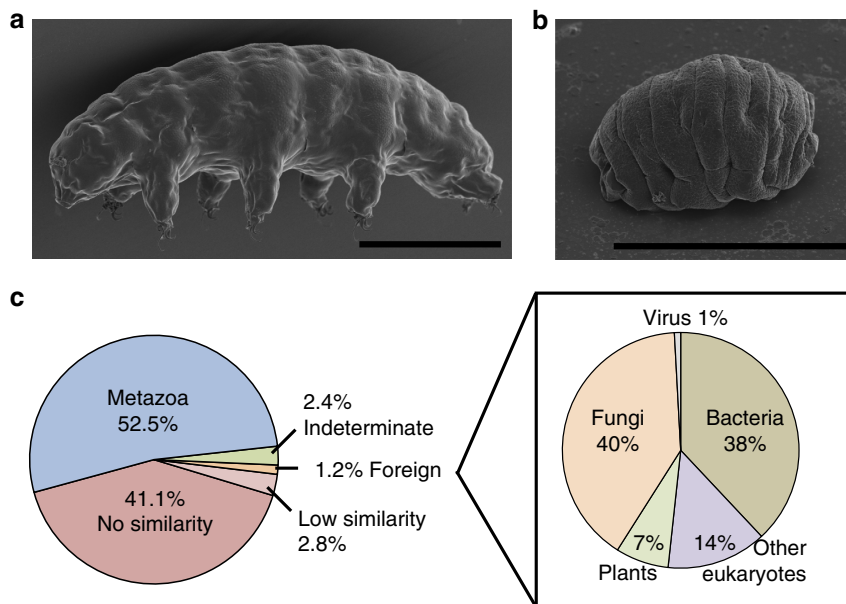 a
b
c
Metazoa
52.5%
2.4%
Indeterminate
1.2% Foreign
41.1%
No similarity
Low similarity
2.8%
Virus 1%
Fungi
40%
Bacteria
38%
7%
14%
Plants
Other
eukaryotes